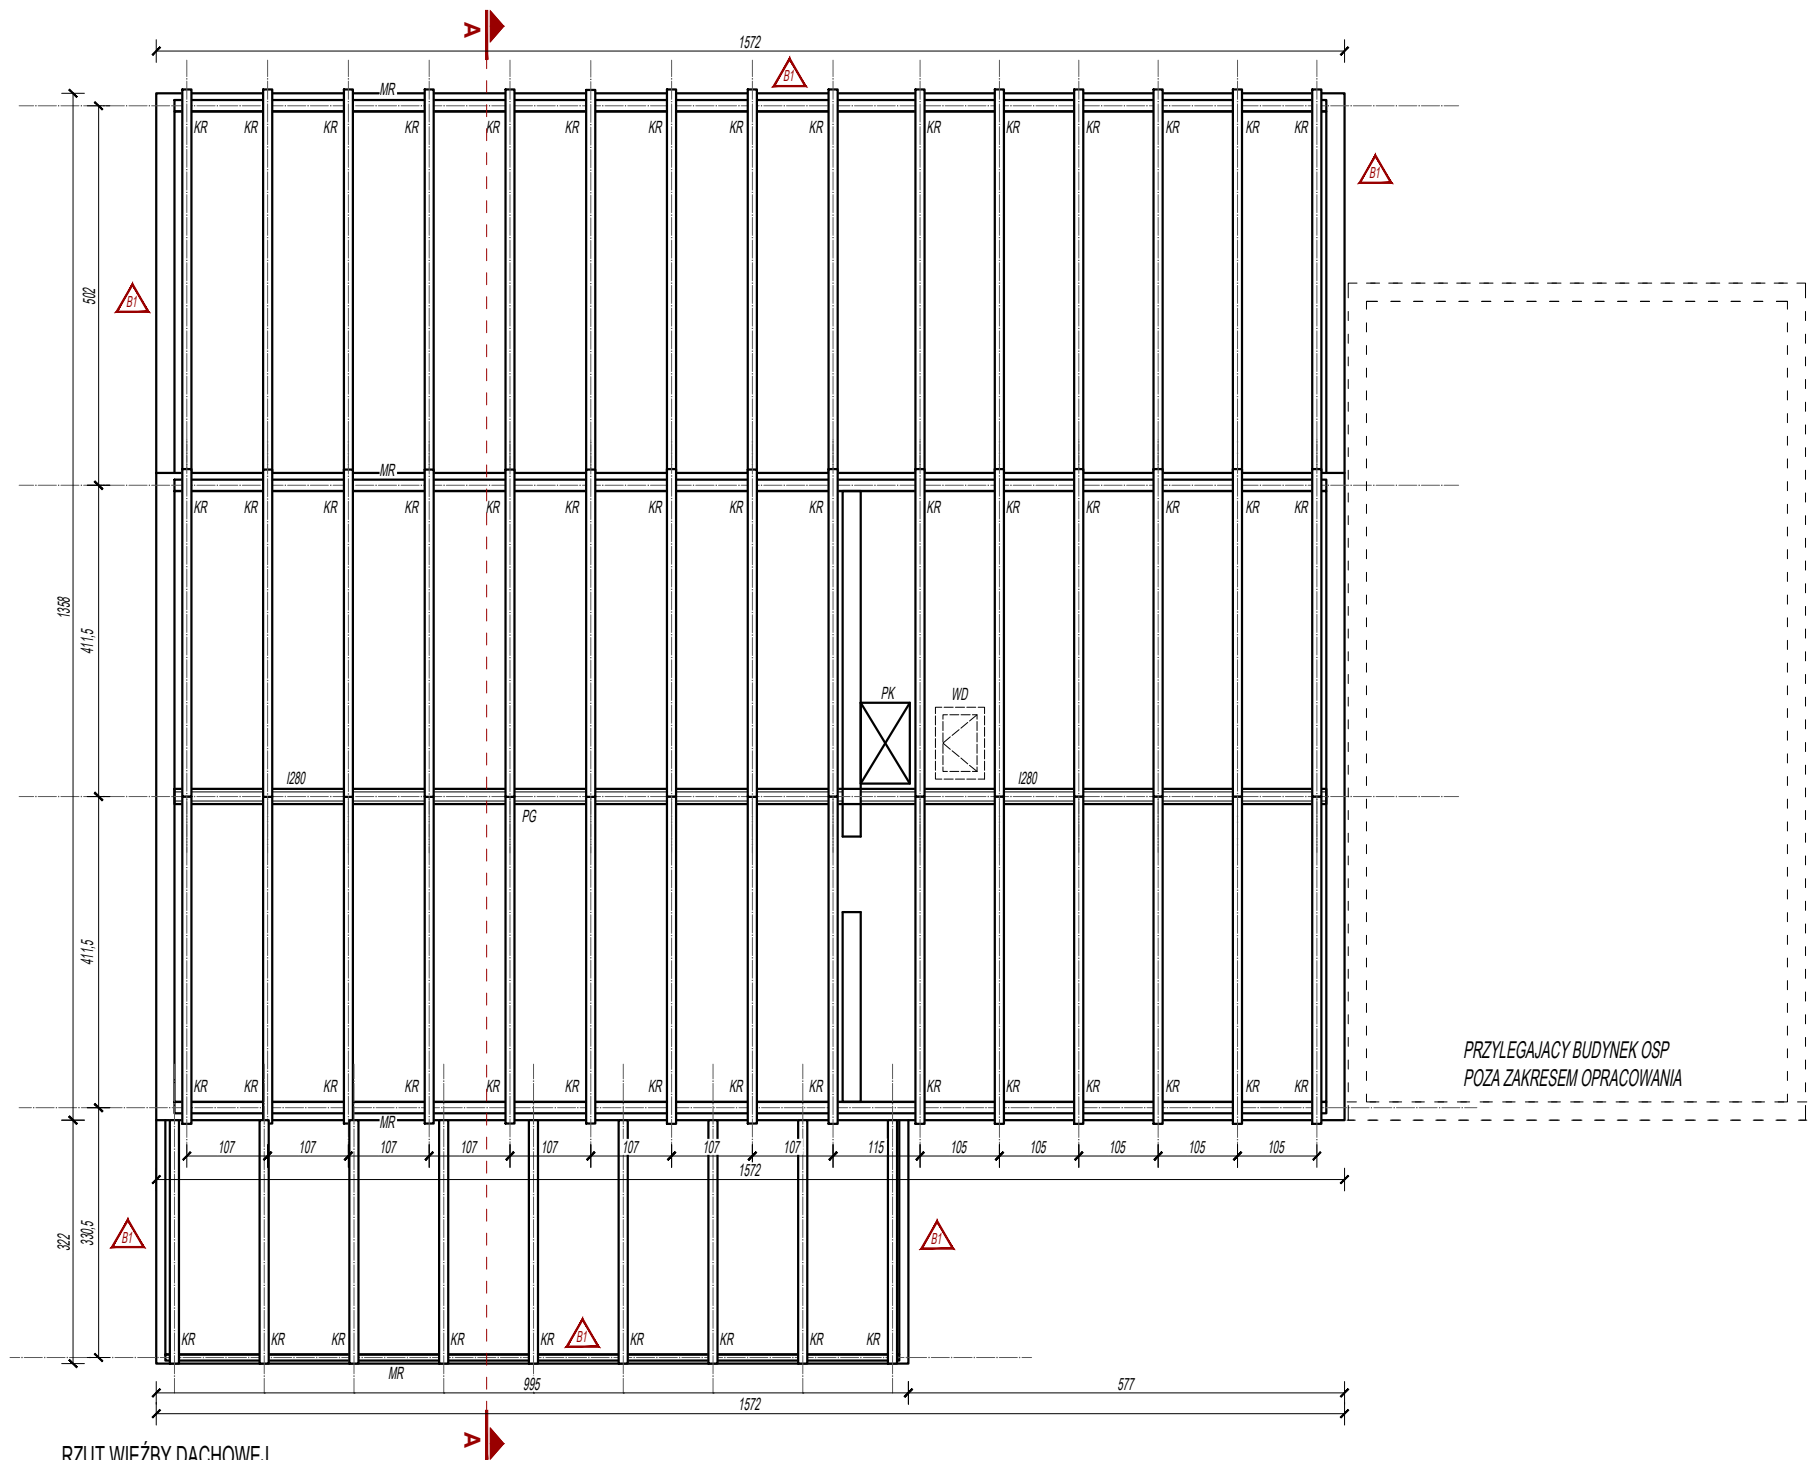 A
1572
B1
MR
KR KR KR KR KR KR KR KR KR KR KR KR KR KR KR
B1
502
B1
MR
KR KR KR KR KR KR KR KR KR KR KR KR KR KR KR
1358
411,5
PK WD
I280 I280
PG
411,5
PRZYLEGAJACY BUDYNEK OSP
POZA ZAKRESEM OPRACOWANIA
KR KR KR KR KR KR KR KR KR KR KR KR KR KR KR
MR
107 107 107 107 107 107 107 107 115 105 105 105 105 105
1572
322
330,5
B1 B1
B1
KR KR KR KR KR KR KR KR KR
MR
995 577
1572
A
RZUT WIĘŹBY DACHOWEJ